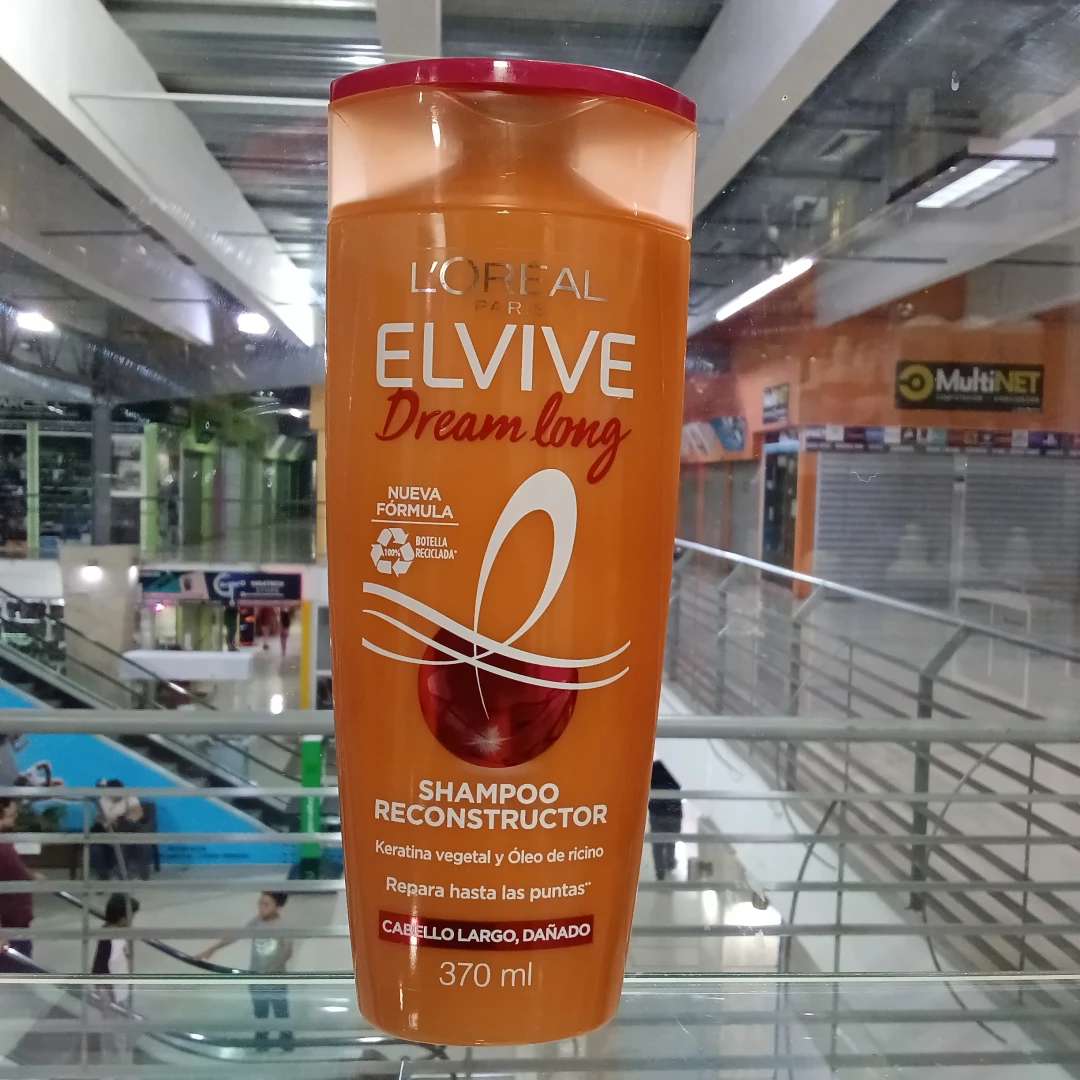 L'ORÉAL
PARIS
ELVIVE
Dream long
NUEVA
FÓRMULA
100%
BOTELLA
RECICLADA*
SHAMPOO
RECONSTRUCTOR
Keratina vegetal y Óleo de ricino
Repara hasta las puntas**
CABELLO LARGO, DAÑADO
370 ml
MultiNET